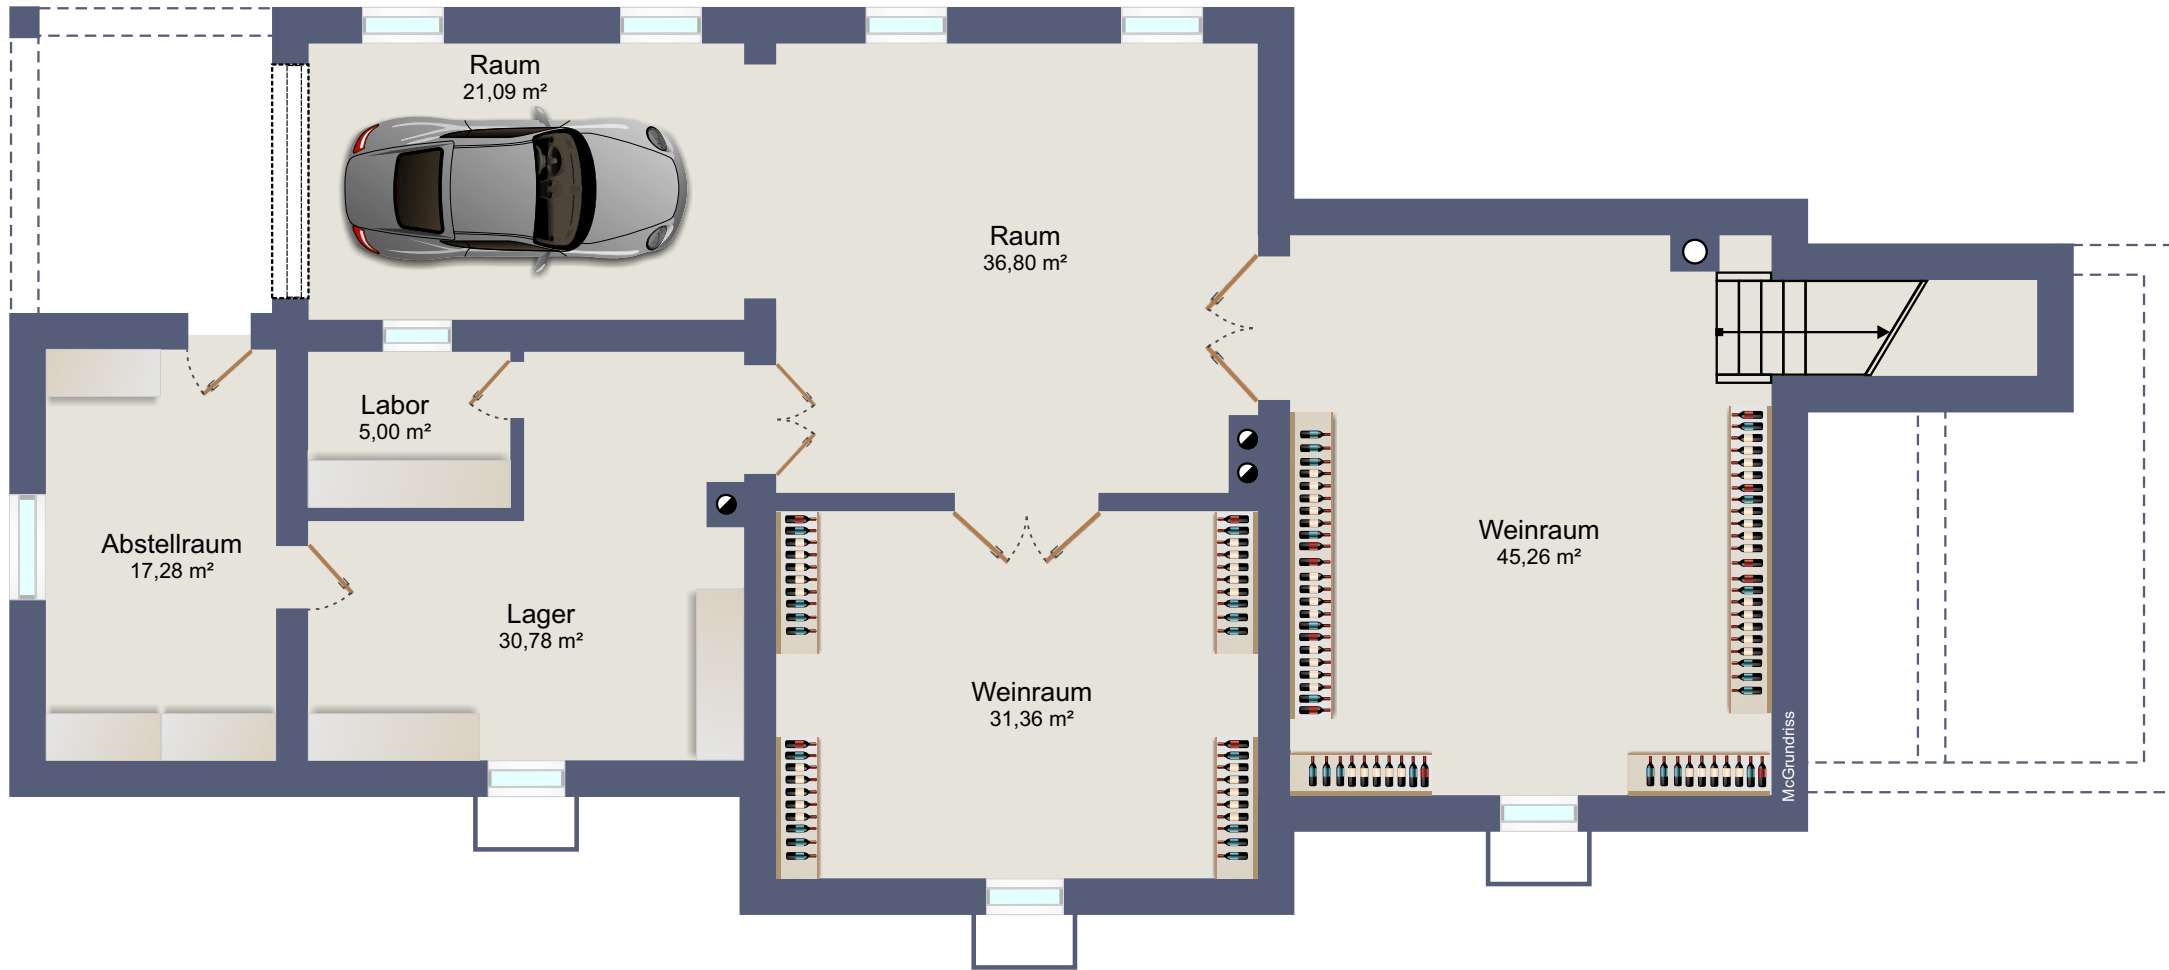 Raum
21,09 m²
Raum
36,80 m²
Labor
5,00 m²
Abstellraum
17,28 m²
Lager
30,78 m²
Weinraum
45,26 m²
Weinraum
31,36 m²
McGrundriss